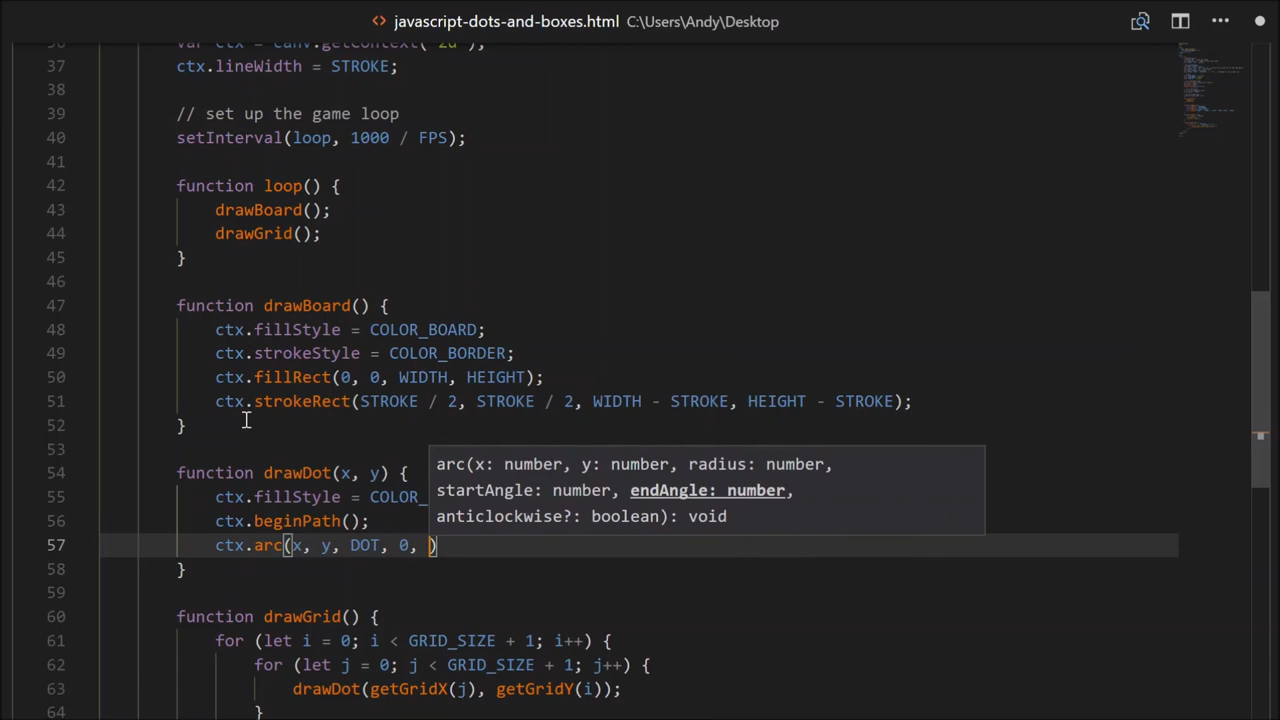 javascript-dots-and-boxes.html C:\Users\Andy\Desktop
37 ctx.lineWidth = STROKE;
38
39 // set up the game loop
40 setInterval(loop, 1000 / FPS);
41
42 function loop() {
43 drawBoard();
44 drawGrid();
45 }
46
47 function drawBoard() {
48 ctx.fillStyle = COLOR_BOARD;
49 ctx.strokeStyle = COLOR_BORDER;
50 ctx.fillRect(0, 0, WIDTH, HEIGHT);
51 ctx.strokeRect(STROKE / 2, STROKE / 2, WIDTH - STROKE, HEIGHT - STROKE);
52 }
53
54 function drawDot(x, y) {
arc(x: number, y: number, radius: number,
startAngle: number, endAngle: number,
anticlockwise?: boolean): void
55 ctx.fillStyle = COLOR_
56 ctx.beginPath();
57 ctx.arc(x, y, DOT, 0, )
58 }
59
60 function drawGrid() {
61 for (let i = 0; i < GRID_SIZE + 1; i++) {
62 for (let j = 0; j < GRID_SIZE + 1; j++) {
63 drawDot(getGridX(j), getGridY(i));
64 }